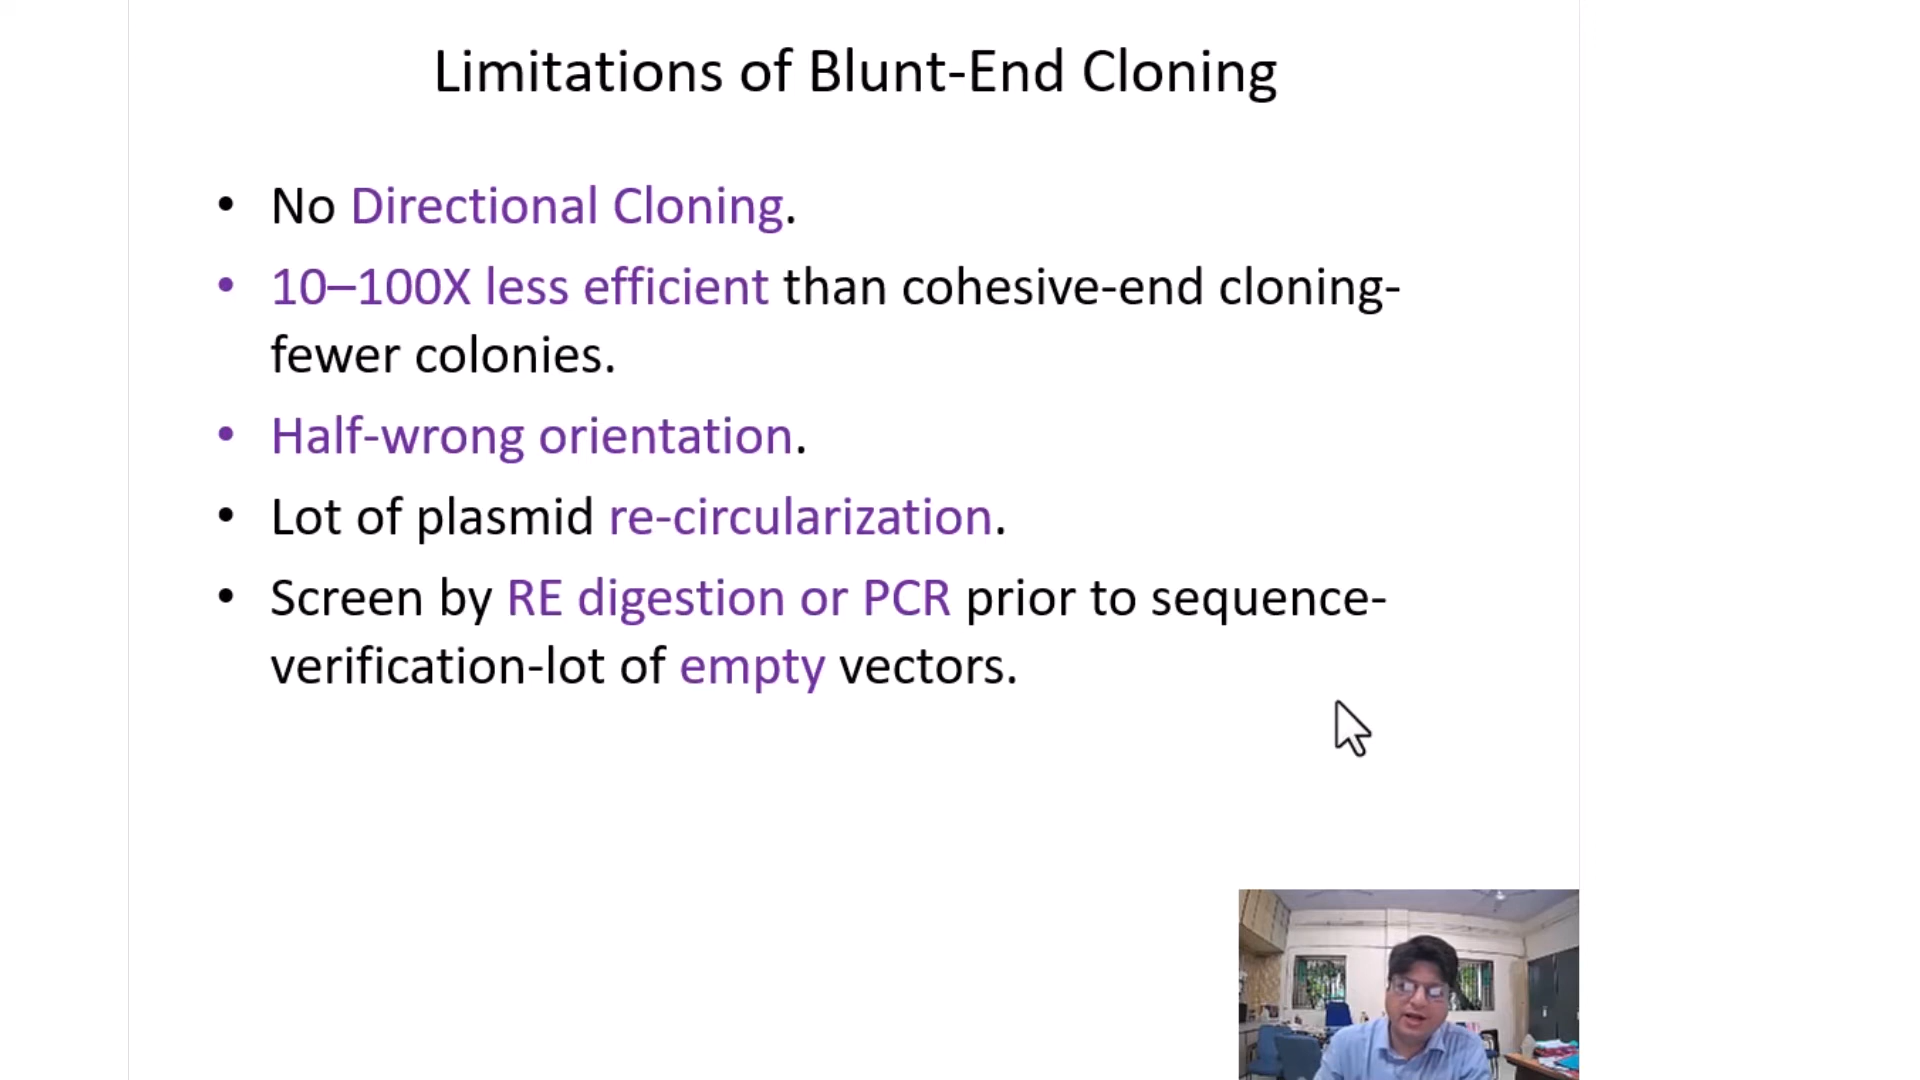 Limitations of Blunt-End Cloning
• No Directional Cloning.
• 10–100X less efficient than cohesive-end cloning-
fewer colonies.
• Half-wrong orientation.
• Lot of plasmid re-circularization.
• Screen by RE digestion or PCR prior to sequence-
verification-lot of empty vectors.